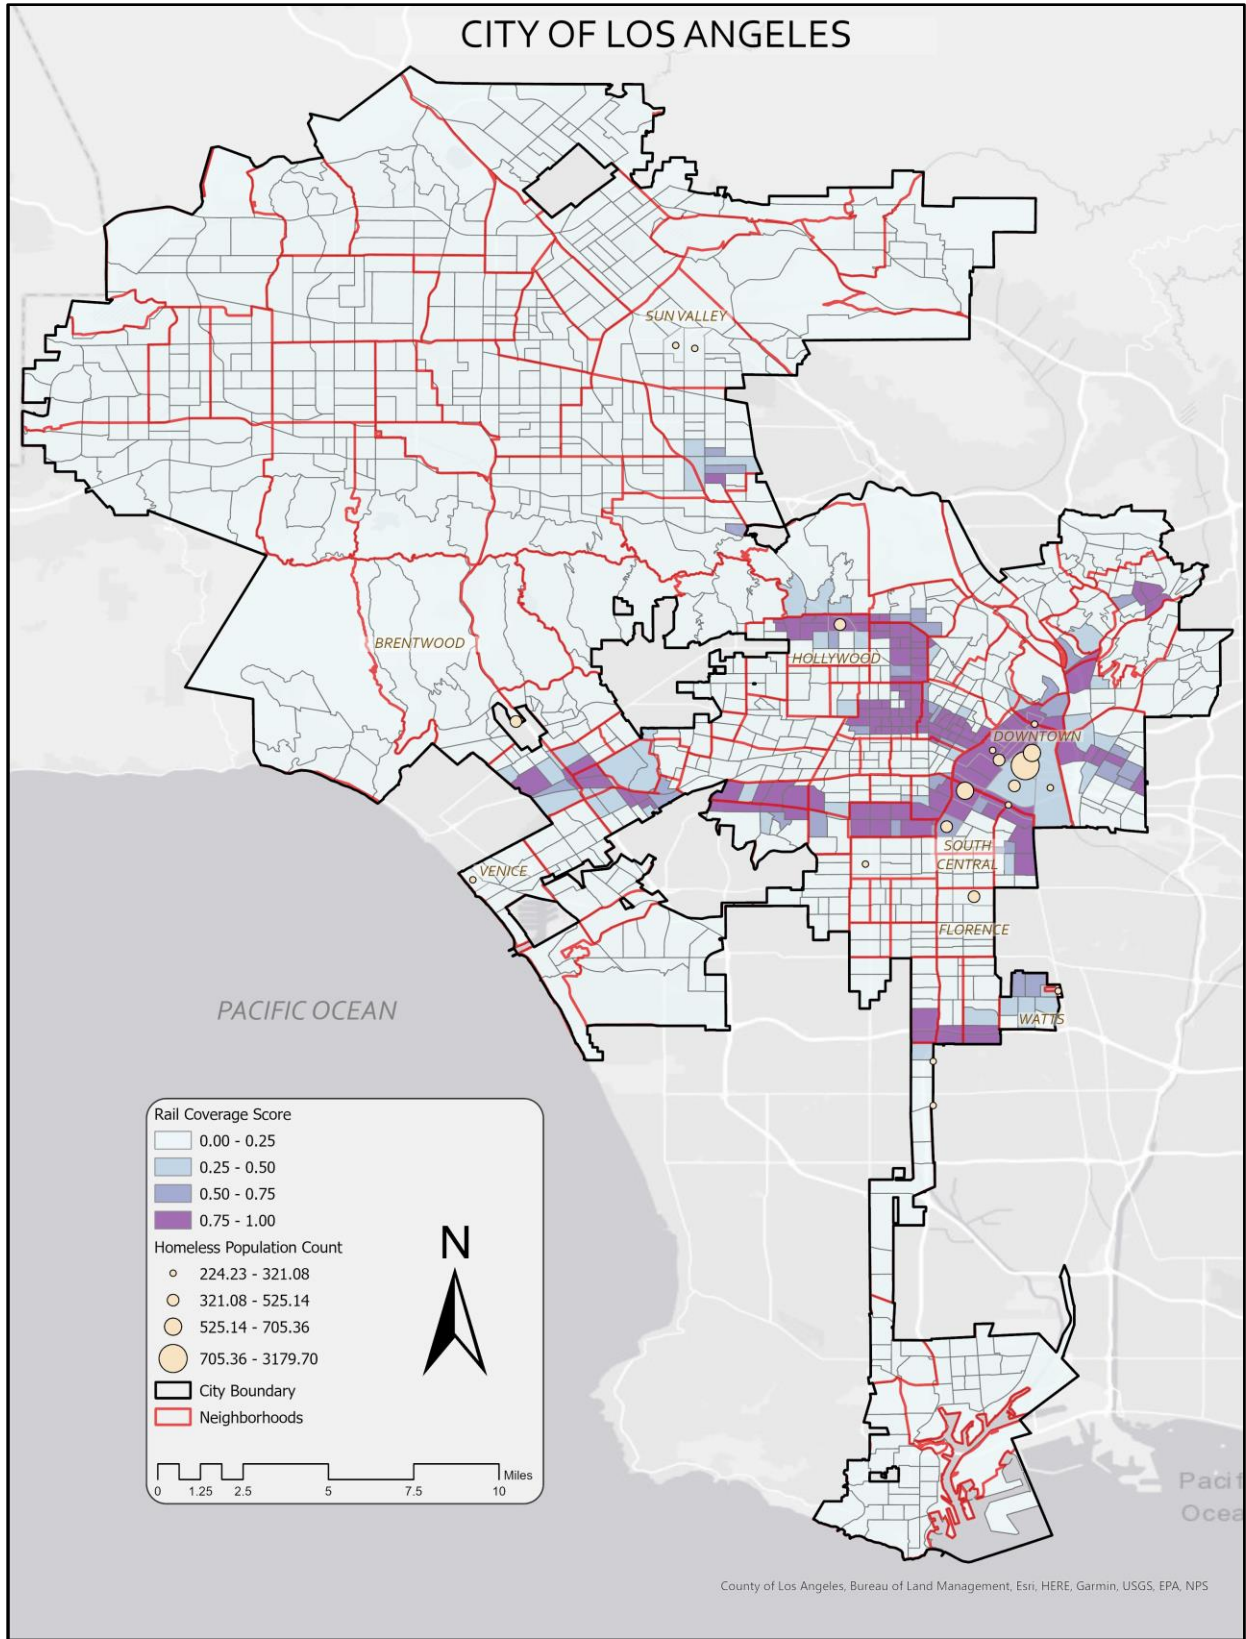 CITY OF LOS ANGELES
SUN VALLEY
BRENTWOOD
HOLLYWOOD
DOWNTOWN
SOUTH
CENTRAL
VENICE
FLORENCE
PACIFIC OCEAN
WATTS
Rail Coverage Score
0.00 - 0.25
0.25 - 0.50
0.50 - 0.75
0.75 - 1.00
Homeless Population Count
224.23 - 321.08
321.08 - 525.14
525.14 - 705.36
705.36 - 3179.70
City Boundary
Neighborhoods
N
Miles
0 1.25 2.5 5 7.5 10
Pacif
Ocea
County of Los Angeles, Bureau of Land Management, Esri, HERE, Garmin, USGS, EPA, NPS